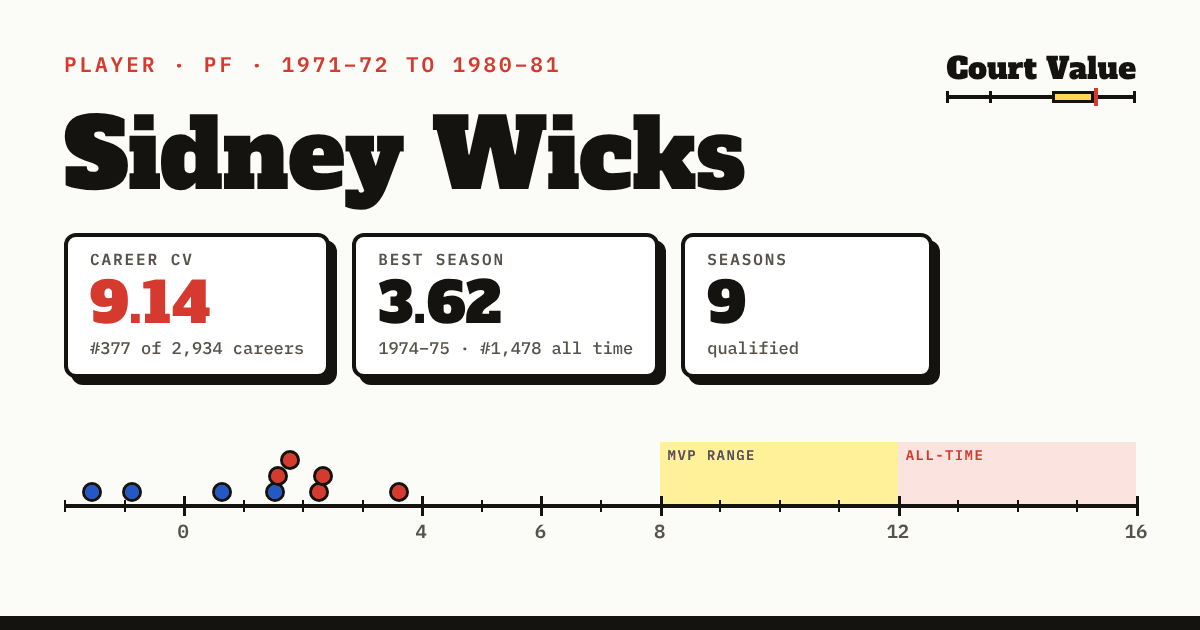 PLAYER · PF · 1971–72 TO 1980–81
Court Value
Sidney Wicks
CAREER CV
9.14
#377 of 2,934 careers
BEST SEASON
3.62
1974–75 · #1,478 all time
SEASONS
9
qualified
MVP RANGE
ALL-TIME
0 4 6 8 12 16